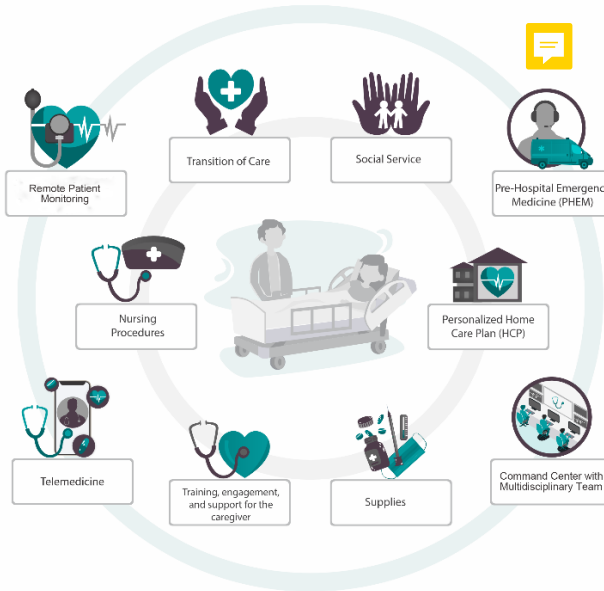 Transition of Care
Social Service
Remote Patient
Monitoring
Pre-Hospital Emergenc
Medicine (PHEM)
Nursing
Procedures
Personalized Home
Care Plan (HCP)
Telemedicine
Training, engagement,
and support for the
caregiver
Supplies
Command Center with
Multidisciplinary Team